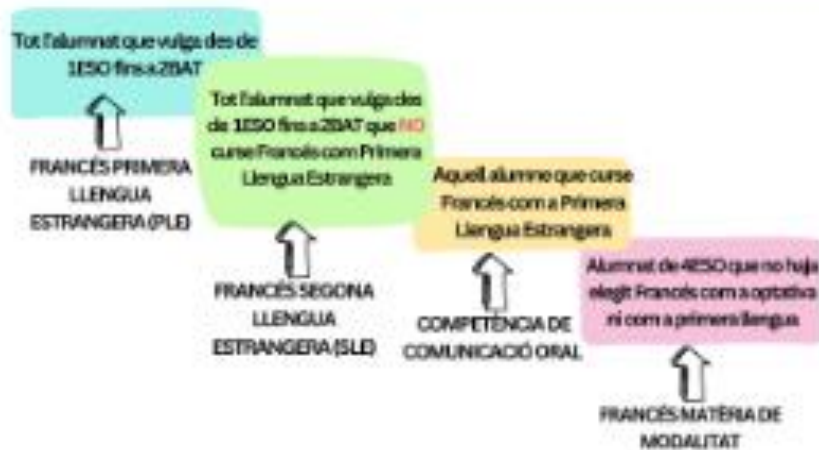 Tot l'alumnat que vulga des de
1ESO fins a 2BAT
FRANCÉS PRIMERA
LLENGUA
ESTRANGERA (PLE)
Tot l'alumnat que vulga des
de 1ESO fins a 2BAT que NO
curse Francés com Primera
Llengua Estrangera
FRANCÉS SEGONA
LLENGUA
ESTRANGERA (SLE)
Aquell alumne que curse
Francés com a Primera
Llengua Estrangera
COMPETÈNCIA DE
COMUNICACIÓ ORAL
Alumnat de 4ESO que no haja
elegit Francés com a optativa
ni com a primera llengua
FRANCÉS MATÈRIA DE
MODALITAT